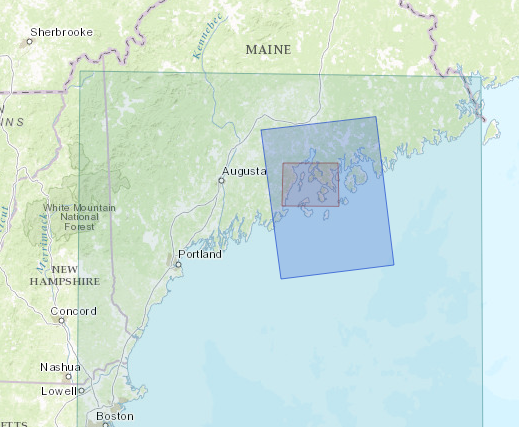 Sherbrooke
MAINE
Kennebec
INS
Augusta
White Mountain
National
Forest
Merrimack
cut
Portland
NEW
HAMPSHIRE
Concord
Nashua
Lowell
Boston
ETTS